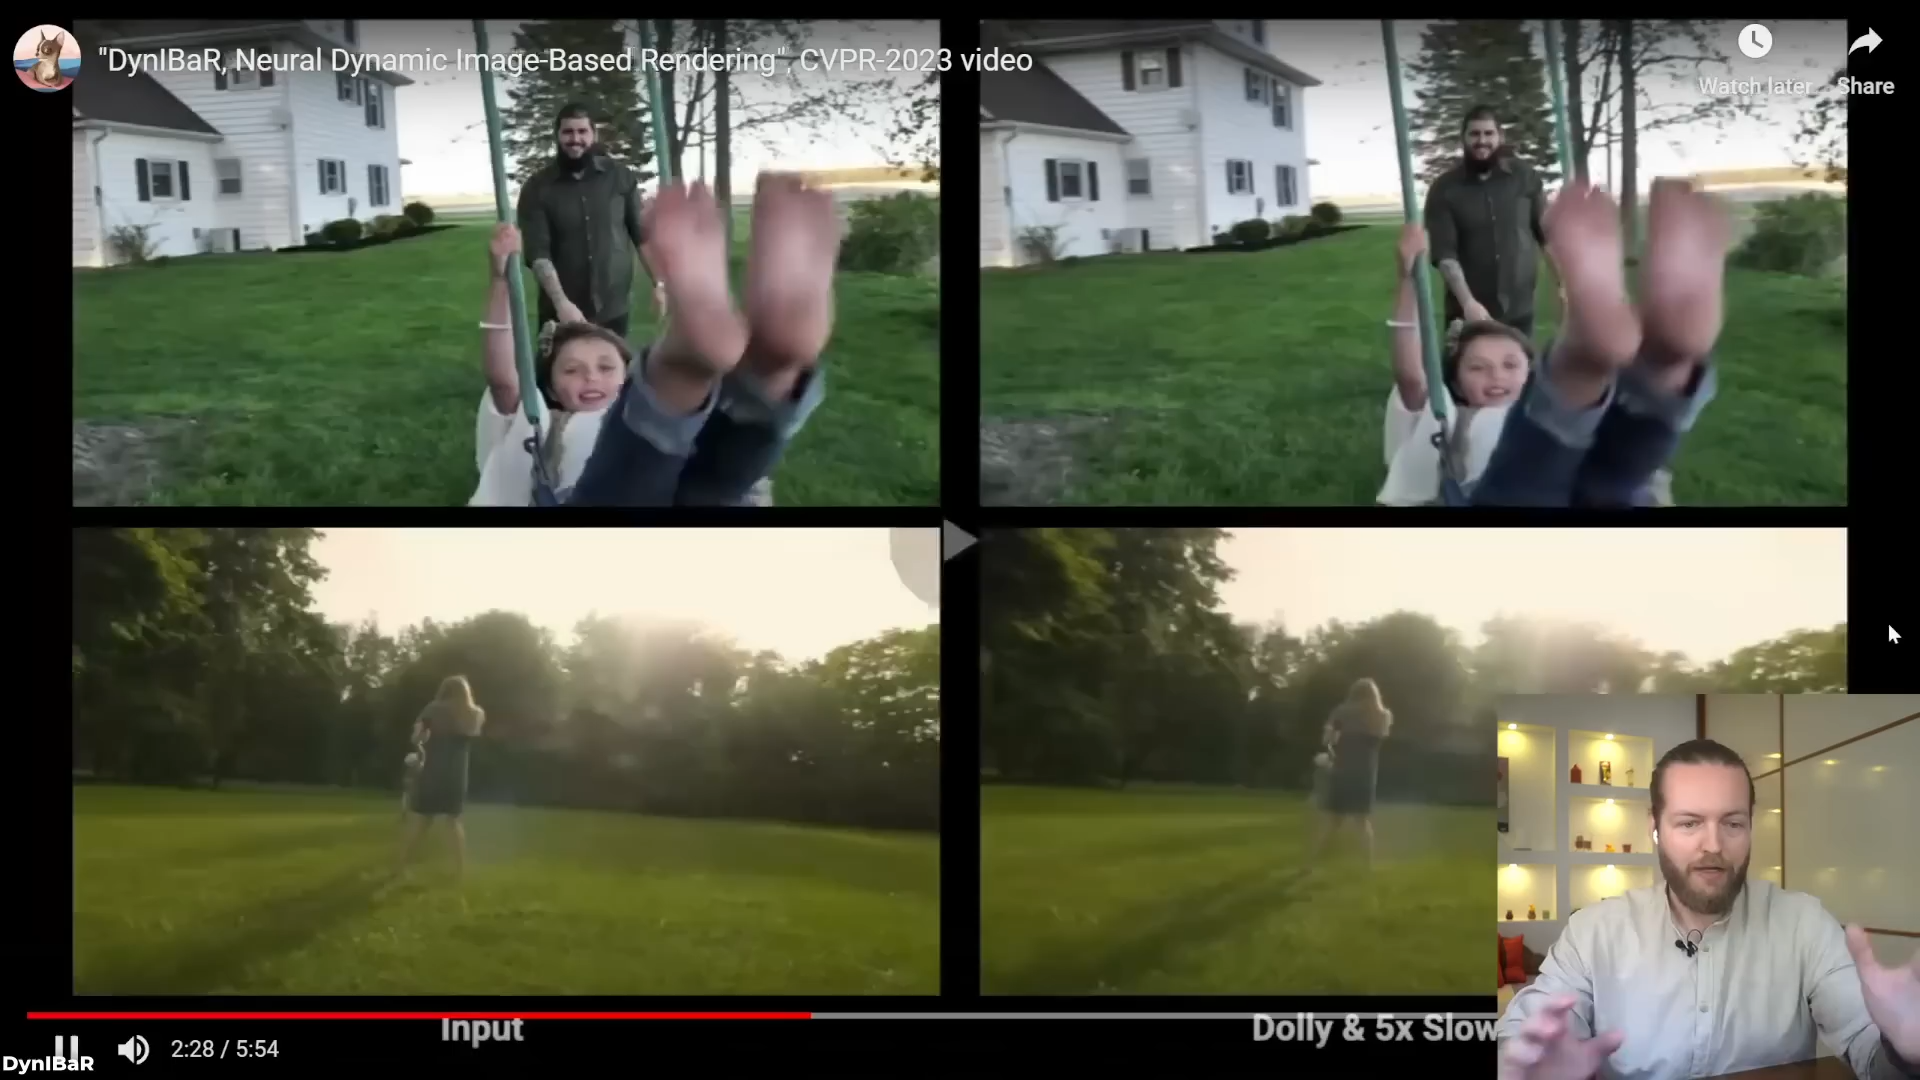 "DynIBaR, Neural Dynamic Image-Based Rendering", CVPR-2023 video
Watch later
Share
Input
Dolly & 5x Slow
2:28 / 5:54
DynIBaR